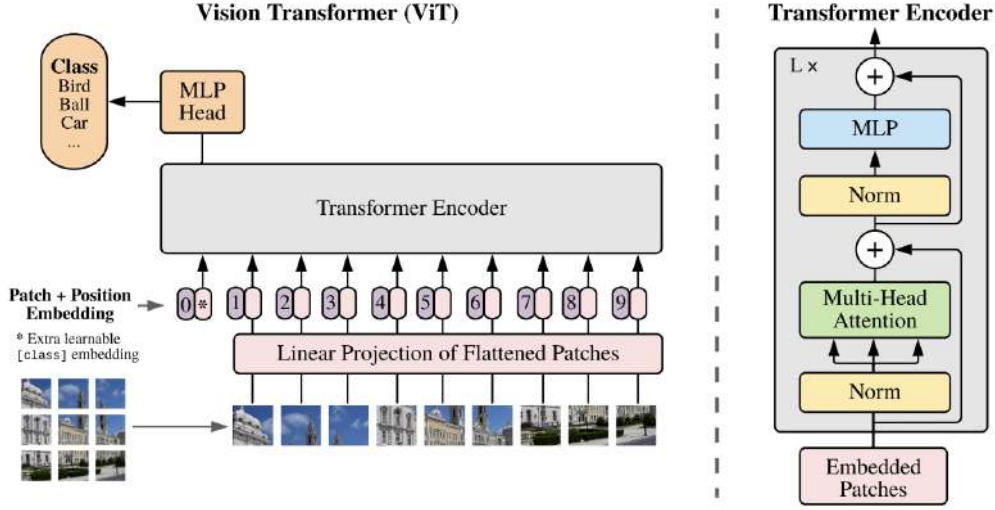 Vision Transformer (ViT)
Class
Bird
Ball
Car
...
MLP
Head
Transformer Encoder
Patch + Position
Embedding
* Extra learnable
[class] embedding
0 * 1 2 3 4 5 6 7 8 9
Linear Projection of Flattened Patches
Transformer Encoder
L x
+
MLP
Norm
+
Multi-Head
Attention
Norm
Embedded
Patches